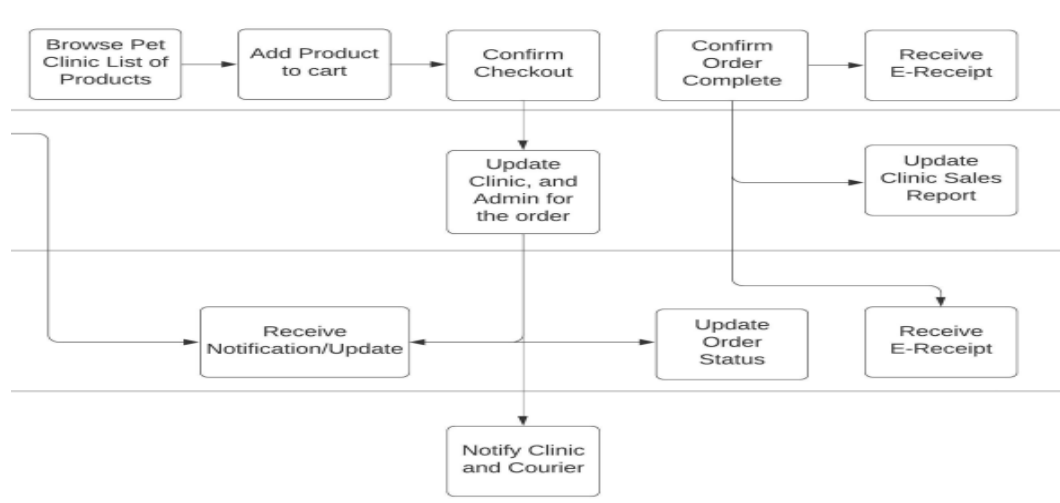 Browse Pet
Clinic List of
Products
Add Product
to cart
Confirm
Checkout
Confirm
Order
Complete
Receive
E-Receipt
Update
Clinic, and
Admin for
the order
Update
Clinic Sales
Report
Receive
Notification/Update
Update
Order
Status
Receive
E-Receipt
Notify Clinic
and Courier